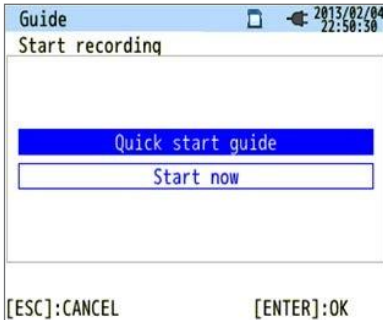 Guide 2013/02/04
22:50:30
Start recording
Quick start guide
Start now
[ESC]:CANCEL [ENTER]:OK